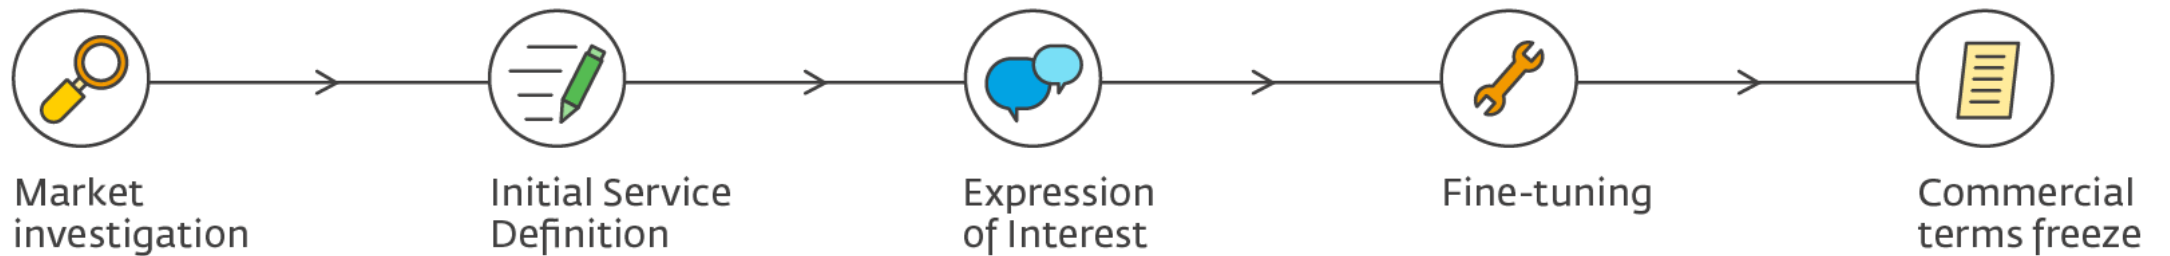 Market
investigation
Initial Service
Definition
Expression
of Interest
Fine-tuning
Commercial
terms freeze